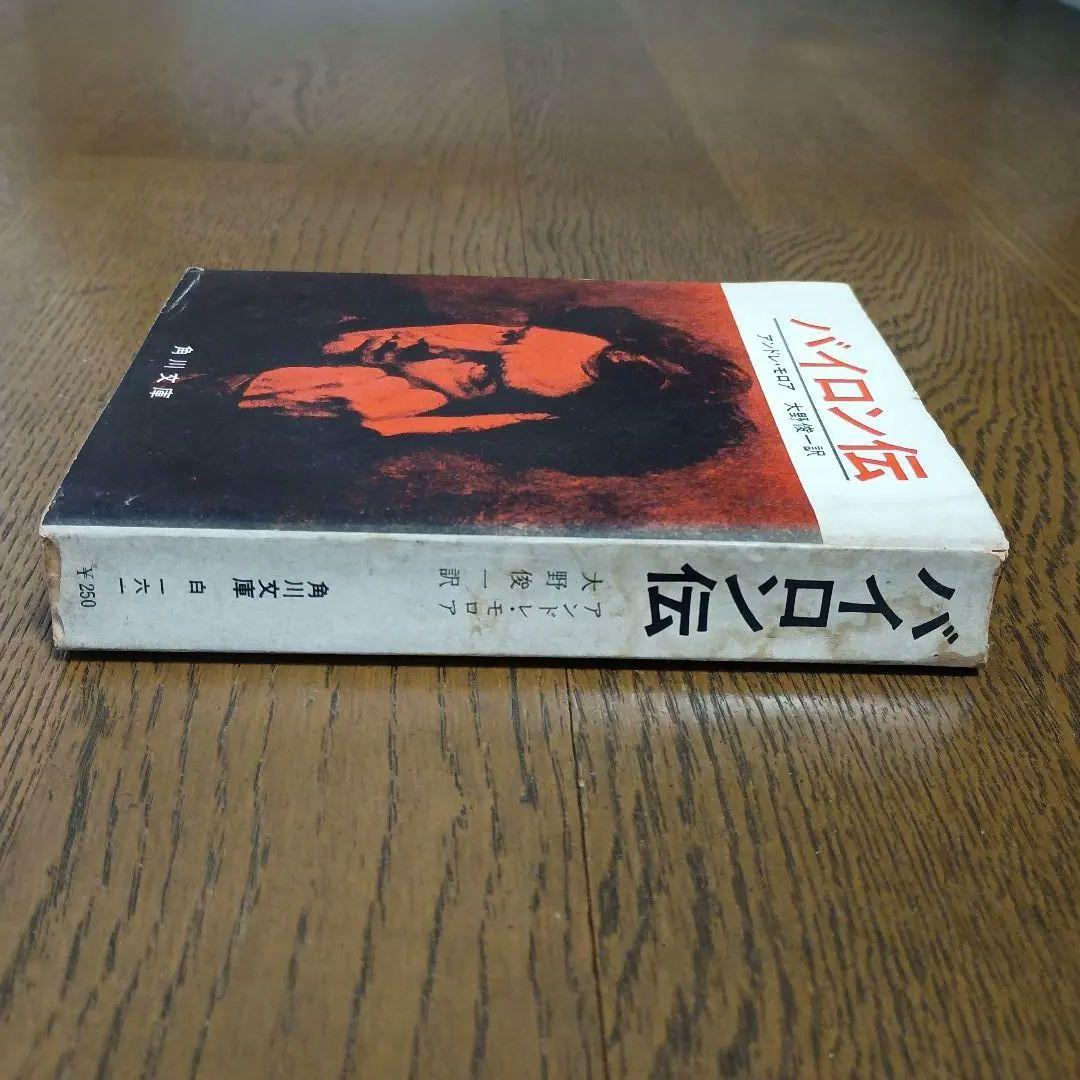 バイロン伝
アンドレ・モロア 大野俊一訳
角川文庫
バイロン伝
アンドレ・モロア
大野俊一訳
角川文庫 白 一六一
¥250